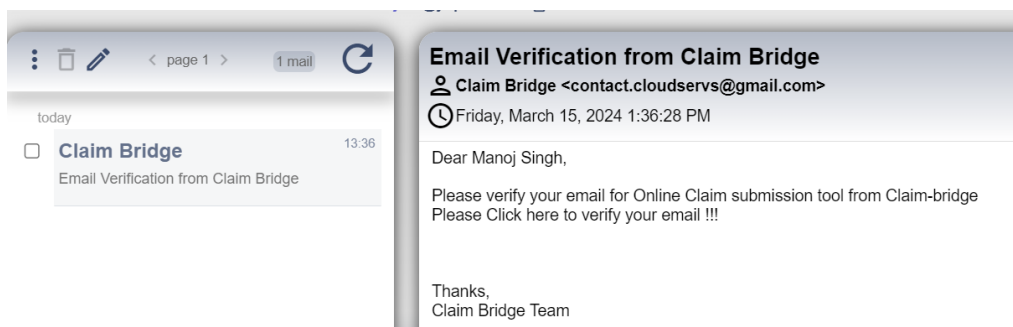 page 1
1 mail
today
Claim Bridge
13:36
Email Verification from Claim Bridge
Email Verification from Claim Bridge
Claim Bridge <contact.cloudservs@gmail.com>
Friday, March 15, 2024 1:36:28 PM
Dear Manoj Singh,
Please verify your email for Online Claim submission tool from Claim-bridge
Please Click here to verify your email !!!
Thanks,
Claim Bridge Team